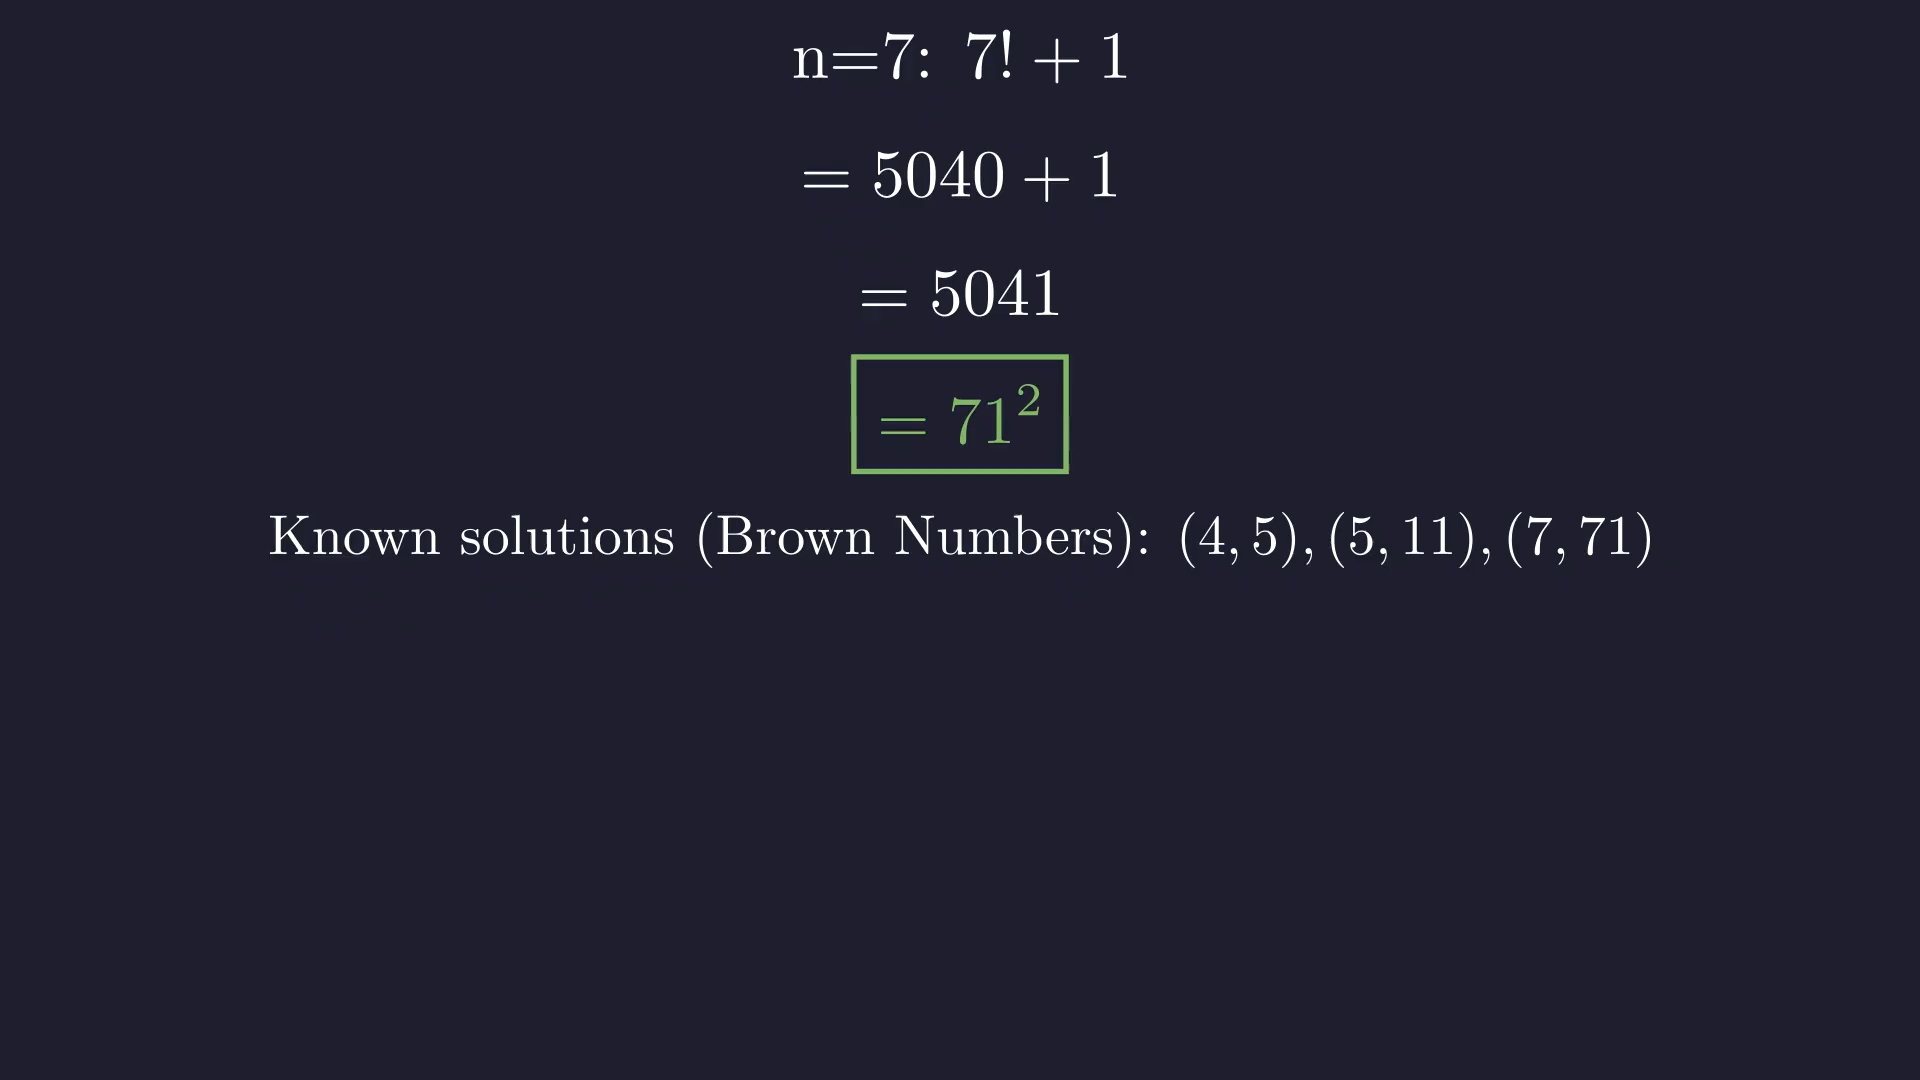 n=7: 7! + 1
= 5040 + 1
= 5041
= 71²
Known solutions (Brown Numbers): (4, 5), (5, 11), (7, 71)